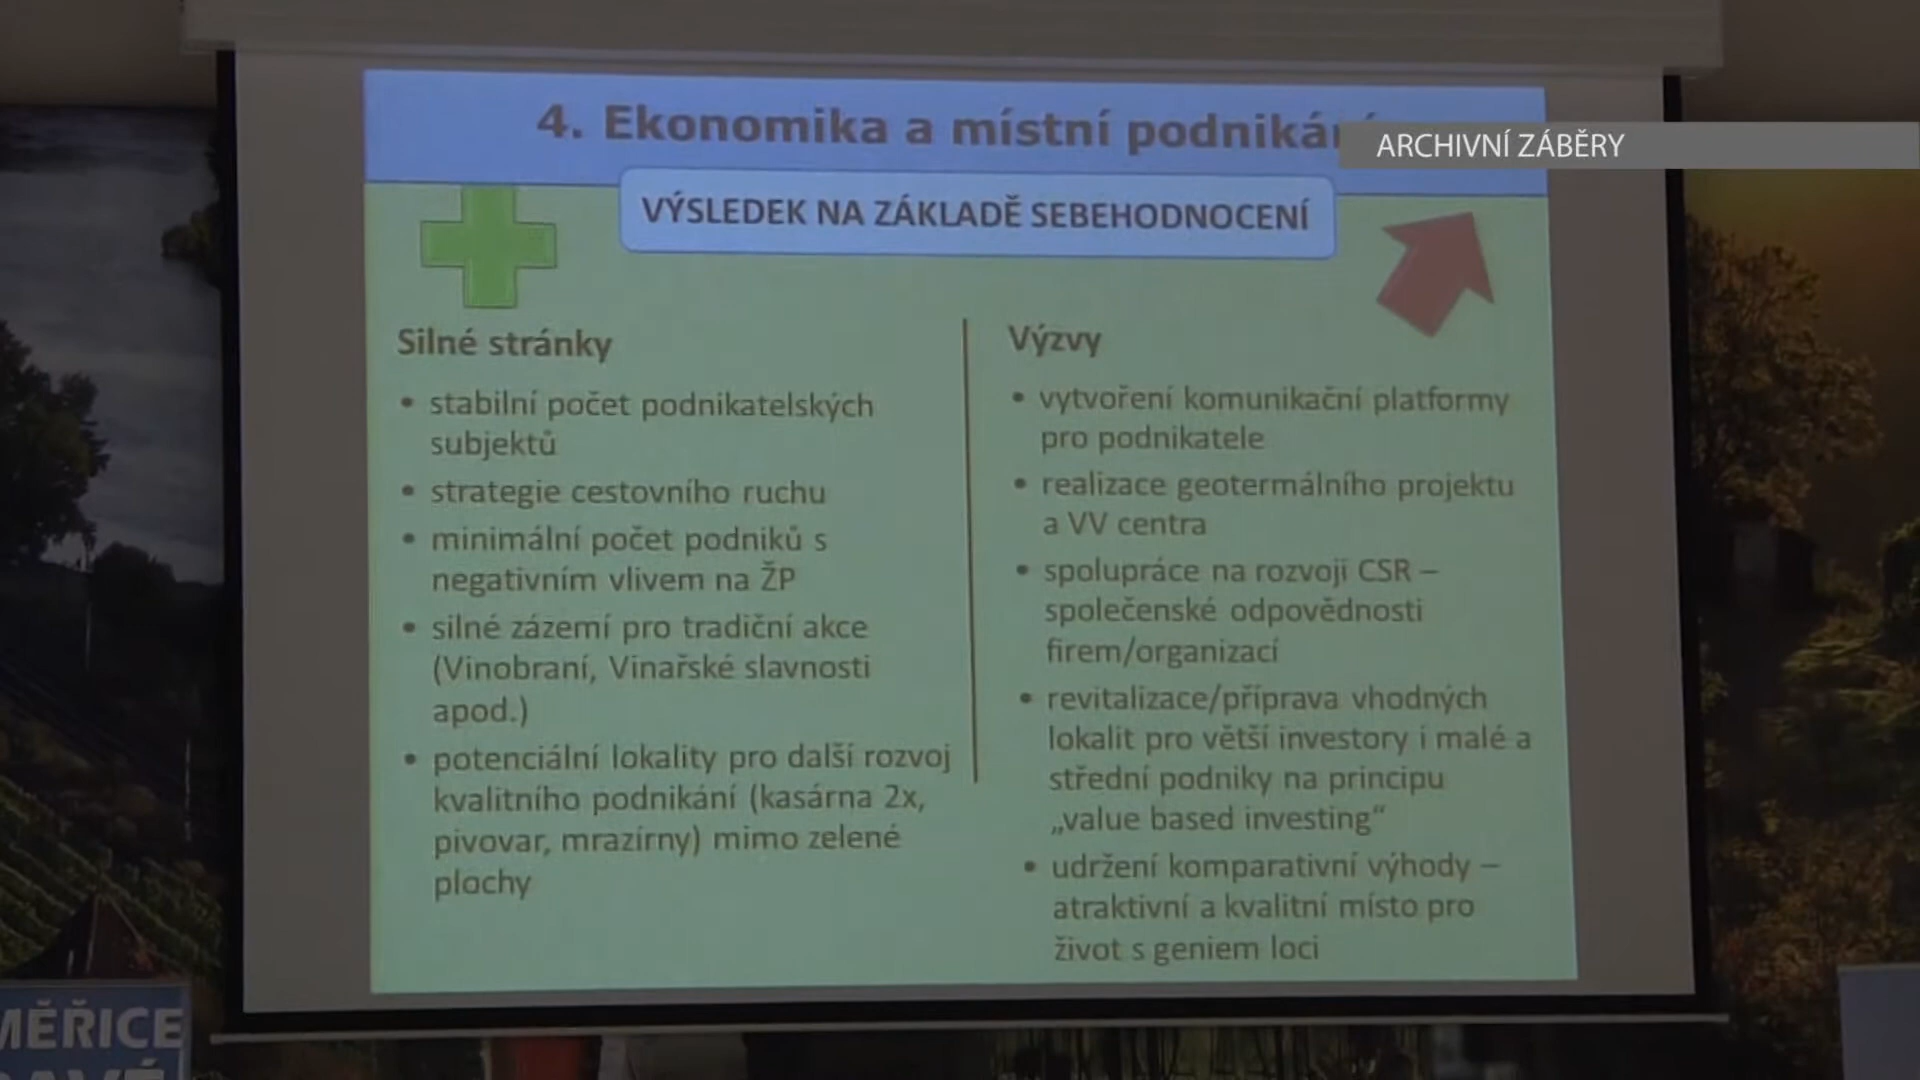 4. Ekonomika a místní podniká
ARCHIVNÍ ZÁBĚRY
VÝSLEDEK NA ZÁKLADĚ SEBEHODNOCENÍ
Silné stránky
• stabilní počet podnikatelských
subjektů
• strategie cestovního ruchu
• minimální počet podniků s
negativním vlivem na ŽP
• silné zázemí pro tradiční akce
(Vinobraní, Vinařské slavnosti
apod.)
• potenciální lokality pro další rozvoj
kvalitního podnikání (kasárna 2x,
pivovar, mrazírny) mimo zelené
plochy
Výzvy
• vytvoření komunikační platformy
pro podnikatele
• realizace geotermálního projektu
a VV centra
• spolupráce na rozvoji CSR –
společenské odpovědnosti
firem/organizací
• revitalizace/příprava vhodných
lokalit pro větší investory i malé a
střední podniky na principu
„value based investing“
• udržení komparativní výhody –
atraktivní a kvalitní místo pro
život s geniem loci
MĚŘICE